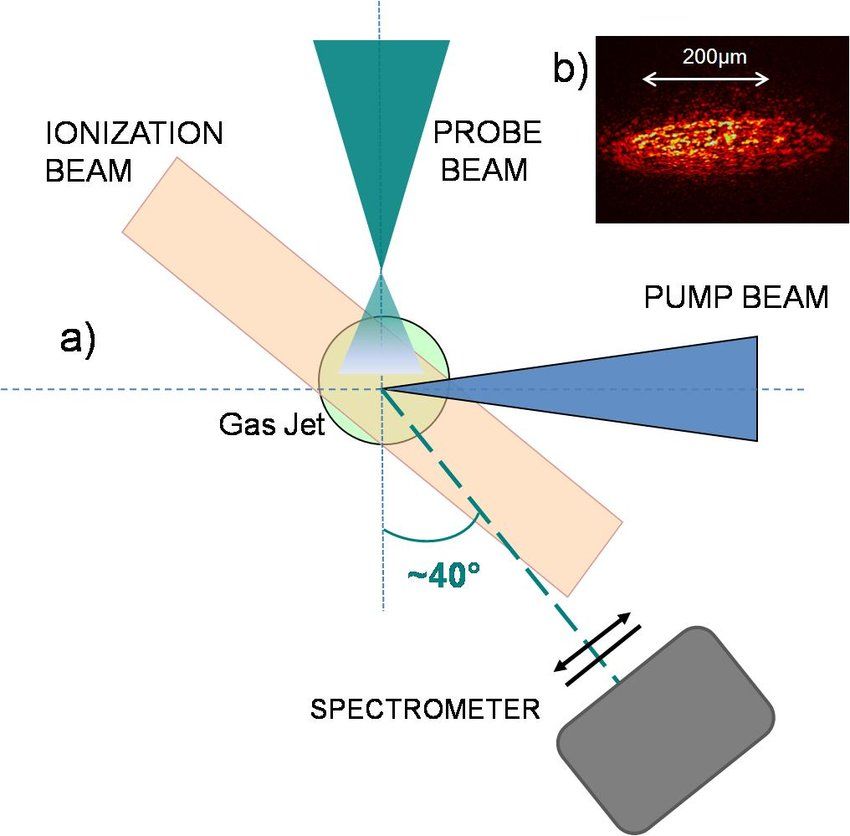 b)
200μm
IONIZATION
BEAM
PROBE
BEAM
PUMP BEAM
a)
Gas Jet
~40°
SPECTROMETER